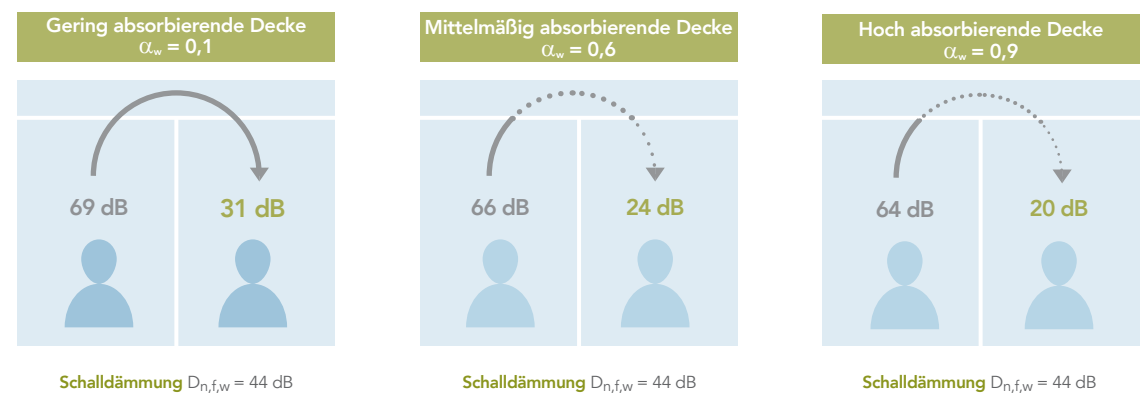 Gering absorbierende Decke
αw = 0,1
69 dB
31 dB
Schalldämmung Dn,f,w = 44 dB
Mittelmäßig absorbierende Decke
αw = 0,6
66 dB
24 dB
Schalldämmung Dn,f,w = 44 dB
Hoch absorbierende Decke
αw = 0,9
64 dB
20 dB
Schalldämmung Dn,f,w = 44 dB